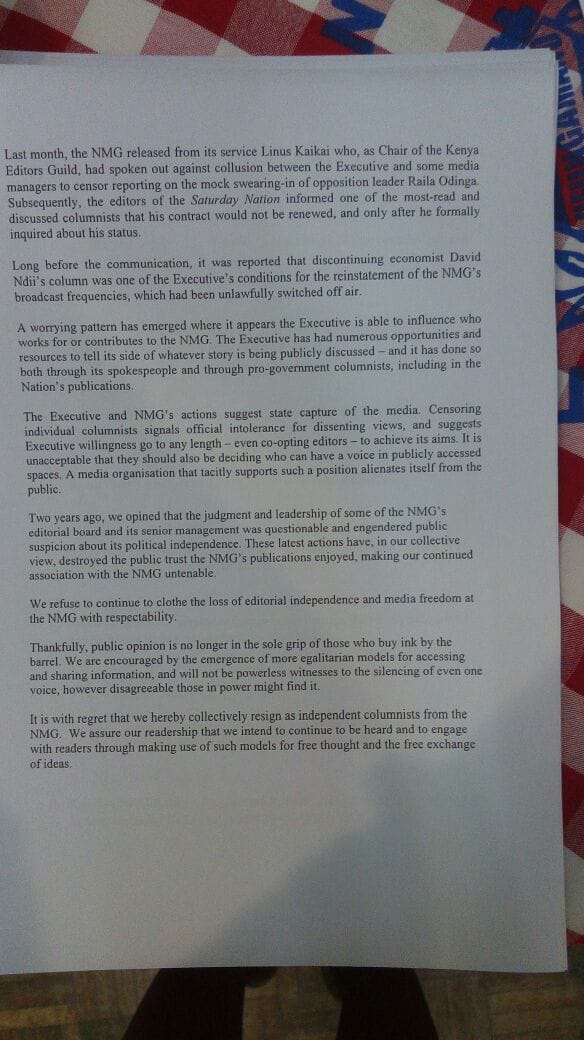 Last month, the NMG released from its service Linus Kaikai who, as Chair of the Kenya
Editors Guild, had spoken out against collusion between the Executive and some media
managers to censor reporting on the mock swearing-in of opposition leader Raila Odinga.
Subsequently, the editors of the Saturday Nation informed one of the most-read and
discussed columnists that his contract would not be renewed, and only after he formally
inquired about his status.
Long before the communication, it was reported that discontinuing economist David
Ndii's column was one of the Executive's conditions for the reinstatement of the NMG's
broadcast frequencies, which had been unlawfully switched off air.
A worrying pattern has emerged where it appears the Executive is able to influence who
works for or contributes to the NMG. The Executive has had numerous opportunities and
resources to tell its side of whatever story is being publicly discussed – and it has done so
both through its spokespeople and through pro-government columnists, including in the
Nation's publications.
The Executive and NMG's actions suggest state capture of the media. Censoring
individual columnists signals official intolerance for dissenting views, and suggests
Executive willingness go to any length – even co-opting editors – to achieve its aims. It is
unacceptable that they should also be deciding who can have a voice in publicly accessed
spaces. A media organisation that tacitly supports such a position alienates itself from the
public.
Two years ago, we opined that the judgment and leadership of some of the NMG's
editorial board and its senior management was questionable and engendered public
suspicion about its political independence. These latest actions have, in our collective
view, destroyed the public trust the NMG's publications enjoyed, making our continued
association with the NMG untenable.
We refuse to continue to clothe the loss of editorial independence and media freedom at
the NMG with respectability.
Thankfully, public opinion is no longer in the sole grip of those who buy ink by the
barrel. We are encouraged by the emergence of more egalitarian models for accessing
and sharing information, and will not be powerless witnesses to the silencing of even one
voice, however disagreeable those in power might find it.
It is with regret that we hereby collectively resign as independent columnists from the
NMG. We assure our readership that we intend to continue to be heard and to engage
with readers through making use of such models for free thought and the free exchange
of ideas.